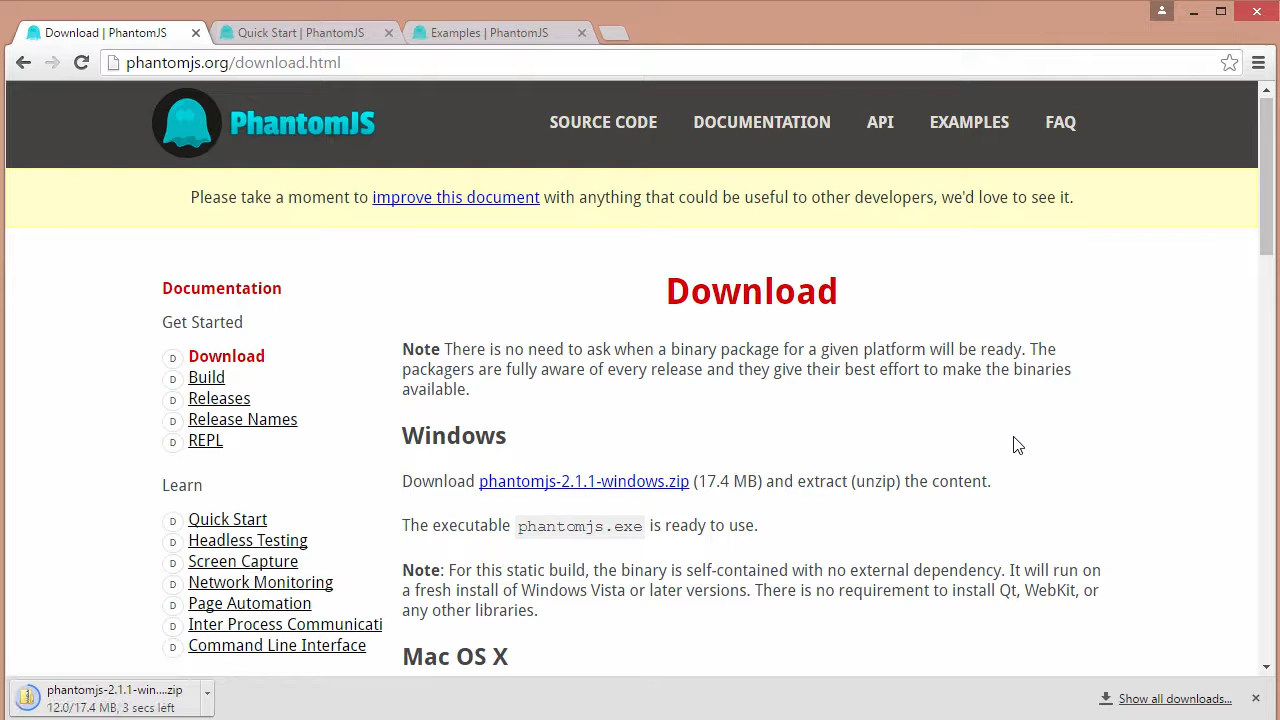 Download | PhantomJS
Quick Start | PhantomJS
Examples | PhantomJS
phantomjs.org/download.html
PhantomJS
SOURCE CODE
DOCUMENTATION
API
EXAMPLES
FAQ
Please take a moment to improve this document with anything that could be useful to other developers, we'd love to see it.
Documentation
Get Started
D Download
D Build
D Releases
D Release Names
D REPL
Learn
D Quick Start
D Headless Testing
D Screen Capture
D Network Monitoring
D Page Automation
D Inter Process Communicati
D Command Line Interface
Download
Note There is no need to ask when a binary package for a given platform will be ready. The
packagers are fully aware of every release and they give their best effort to make the binaries
available.
Windows
Download phantomjs-2.1.1-windows.zip (17.4 MB) and extract (unzip) the content.
The executable phantomjs.exe is ready to use.
Note: For this static build, the binary is self-contained with no external dependency. It will run on
a fresh install of Windows Vista or later versions. There is no requirement to install Qt, WebKit, or
any other libraries.
Mac OS X
phantomjs-2.1.1-win....zip
12.0/17.4 MB, 3 secs left
Show all downloads...